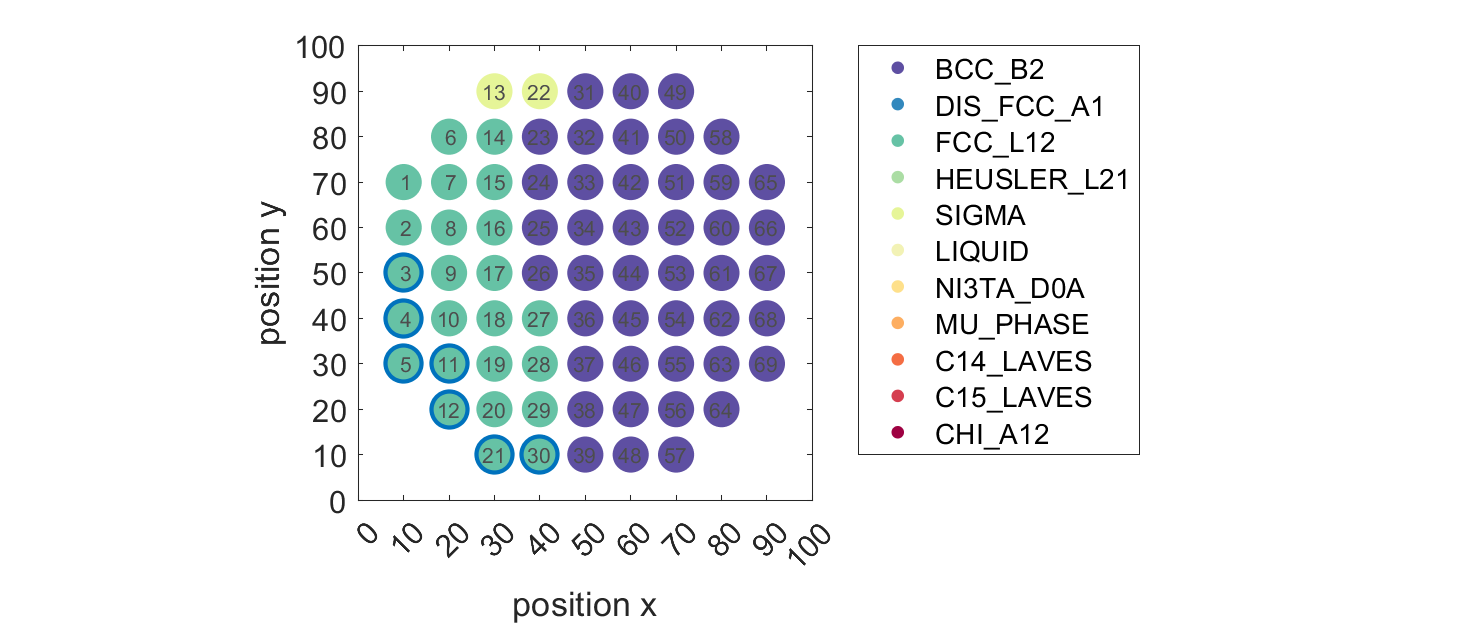 100
90
80
70
60
50
40
30
20
10
0
13 22 31 40 49
6 14 23 32 41 50 58
1 7 15 24 33 42 51 59 65
2 8 16 25 34 43 52 60 66
3 9 17 26 35 44 53 61 67
4 10 18 27 36 45 54 62 68
5 11 19 28 37 46 55 63 69
12 20 29 38 47 56 64
21 30 39 48 57
0 10 20 30 40 50 60 70 80 90 100
position x
position y
BCC_B2
DIS_FCC_A1
FCC_L12
HEUSLER_L21
SIGMA
LIQUID
NI3TA_D0A
MU_PHASE
C14_LAVES
C15_LAVES
CHI_A12